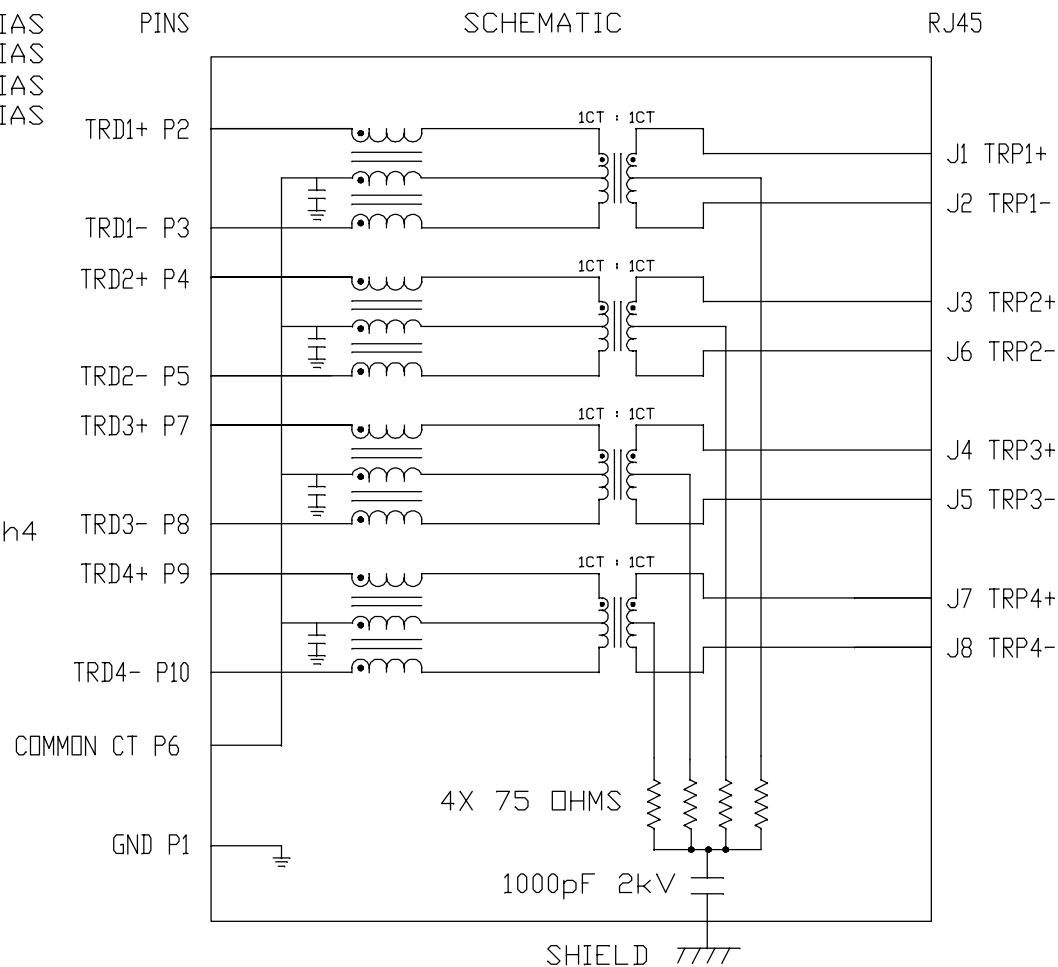 IAS PINS SCHEMATIC RJ45
IAS
IAS
IAS
TRD1+ P2
1CT : 1CT
J1 TRP1+
J2 TRP1-
TRD1- P3
TRD2+ P4
1CT : 1CT
J3 TRP2+
J6 TRP2-
TRD2- P5
TRD3+ P7
1CT : 1CT
J4 TRP3+
J5 TRP3-
TRD3- P8
h4
TRD4+ P9
1CT : 1CT
J7 TRP4+
J8 TRP4-
TRD4- P10
COMMON CT P6
4X 75 OHMS
GND P1
1000pF 2kV
SHIELD